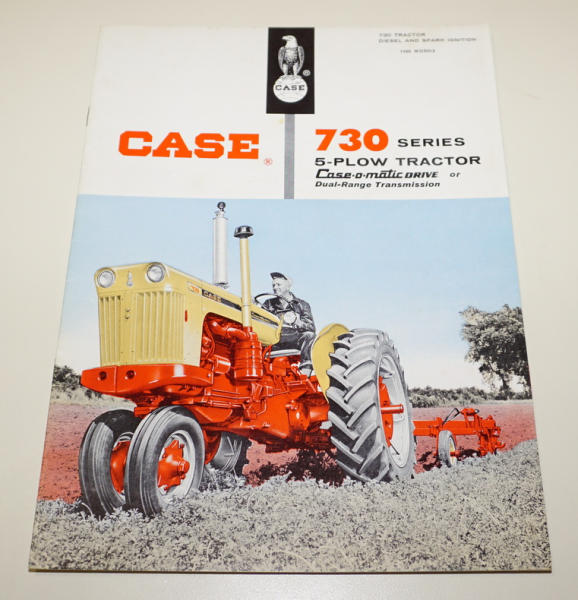 730 TRACTOR
DIESEL AND SPARK IGNITION
CASE
®
CASE ®
730 SERIES
5-PLOW TRACTOR
Case-o-matic DRIVE or
Dual-Range Transmission
CASE